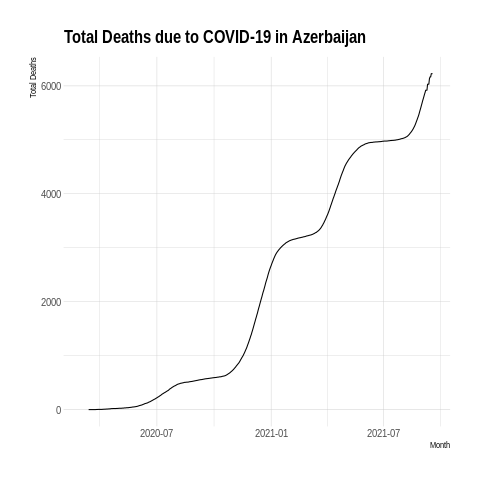 Total Deaths due to COVID-19 in Azerbaijan
Total Deaths
6000
4000
2000
0
2020-07
2021-01
2021-07
Month